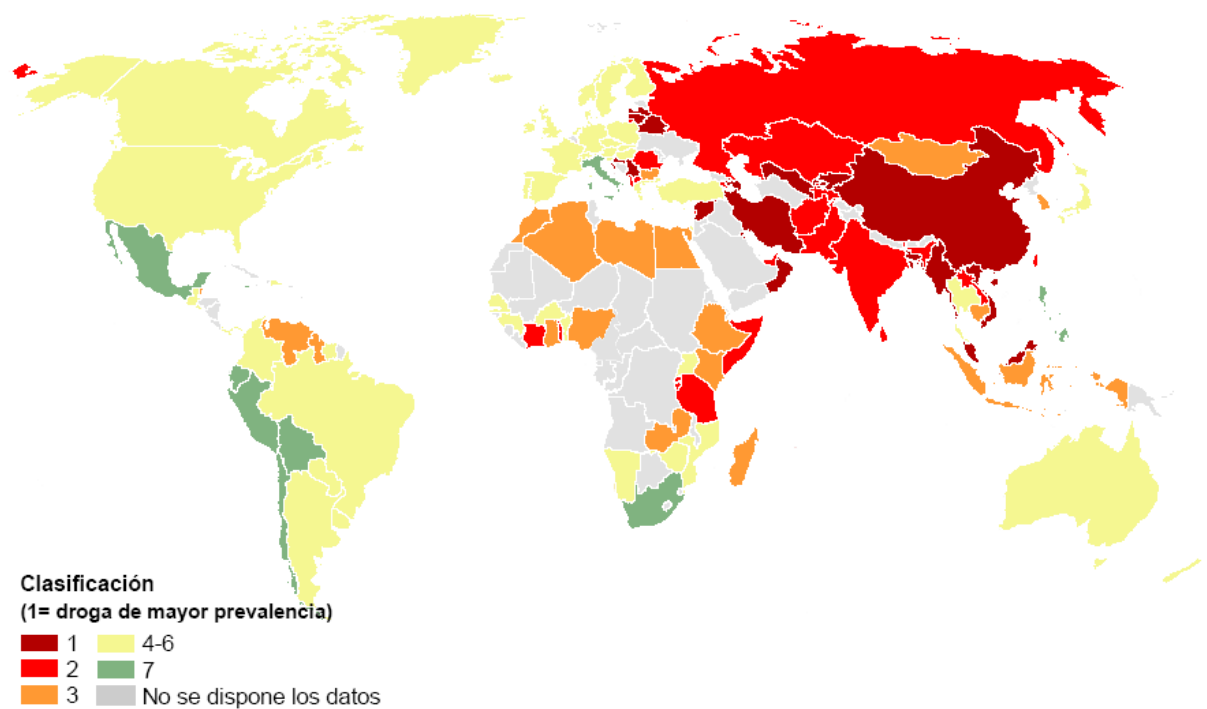 Clasificación
(1= droga de mayor prevalencia)
1 4-6
2 7
3 No se dispone los datos